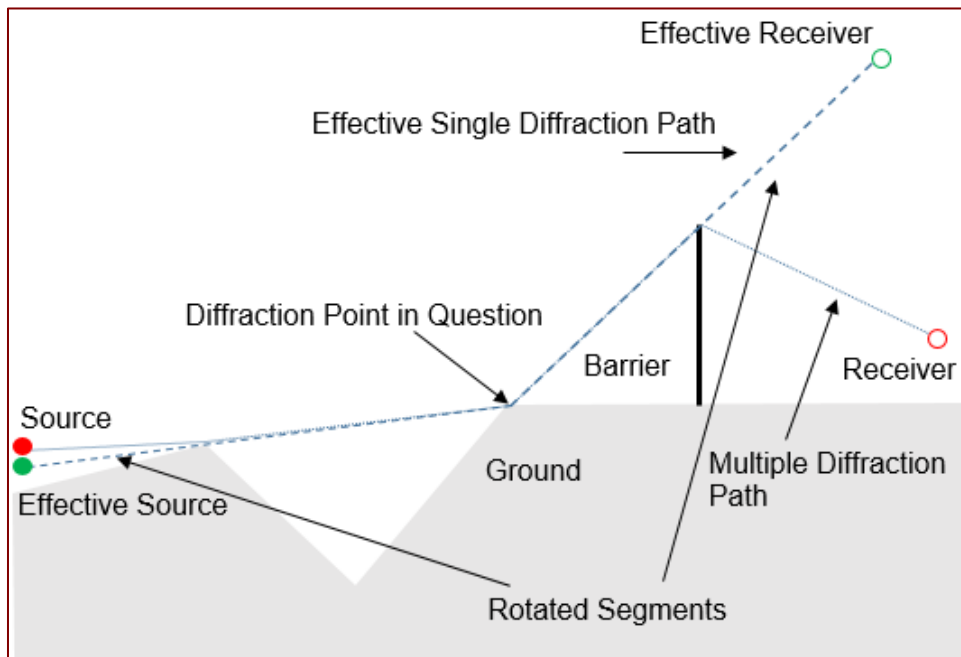 Effective Receiver
Effective Single Diffraction Path
Diffraction Point in Question
Barrier
Receiver
Source
Effective Source
Ground
Multiple Diffraction
Path
Rotated Segments